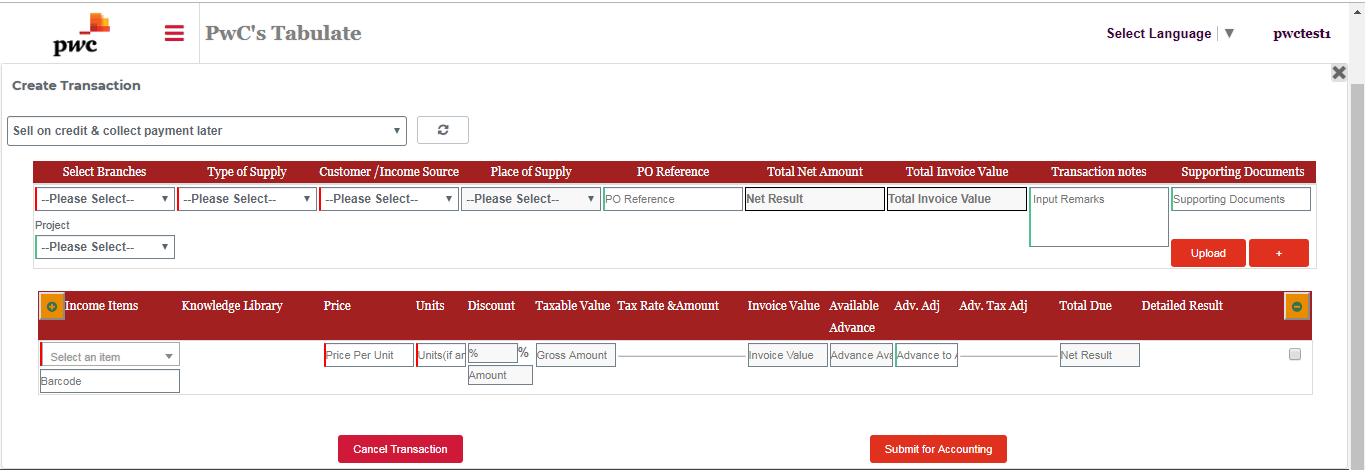 pwc
PwC's Tabulate
Select Language ▼
pwctest1
Create Transaction
Sell on credit & collect payment later
Select Branches Type of Supply Customer /Income Source Place of Supply PO Reference Total Net Amount Total Invoice Value Transaction notes Supporting Documents
--Please Select-- --Please Select-- --Please Select-- --Please Select-- PO Reference Net Result Total Invoice Value Input Remarks Supporting Documents
Project
--Please Select--
Upload +
Income Items Knowledge Library Price Units Discount Taxable Value Tax Rate &Amount Invoice Value Available Adv. Adj Adv. Tax Adj Total Due Detailed Result
Advance
Select an item Price Per Unit Units(if an % % Gross Amount Invoice Value Advance Ava Advance to A Net Result
Barcode Amount
Cancel Transaction Submit for Accounting